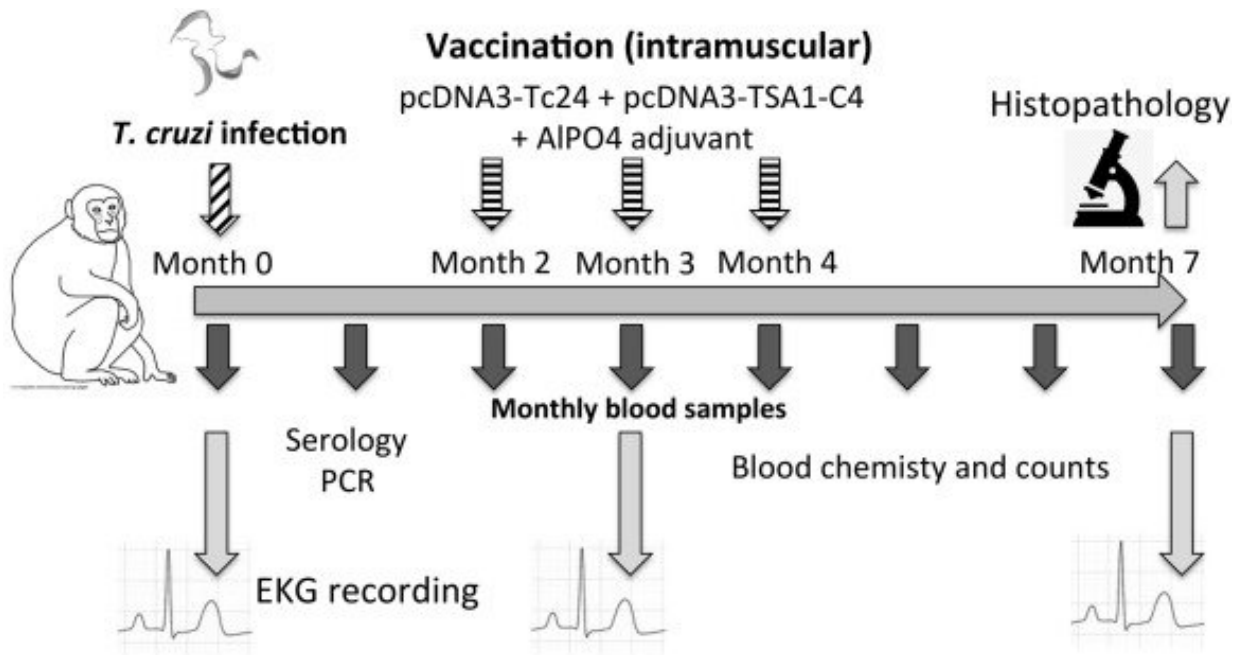 Vaccination (intramuscular)
pcDNA3-Tc24 + pcDNA3-TSA1-C4
+ AlPO4 adjuvant
T. cruzi infection
Histopathology
Month 0
Month 2
Month 3
Month 4
Month 7
Monthly blood samples
Serology
PCR
Blood chemisty and counts
EKG recording